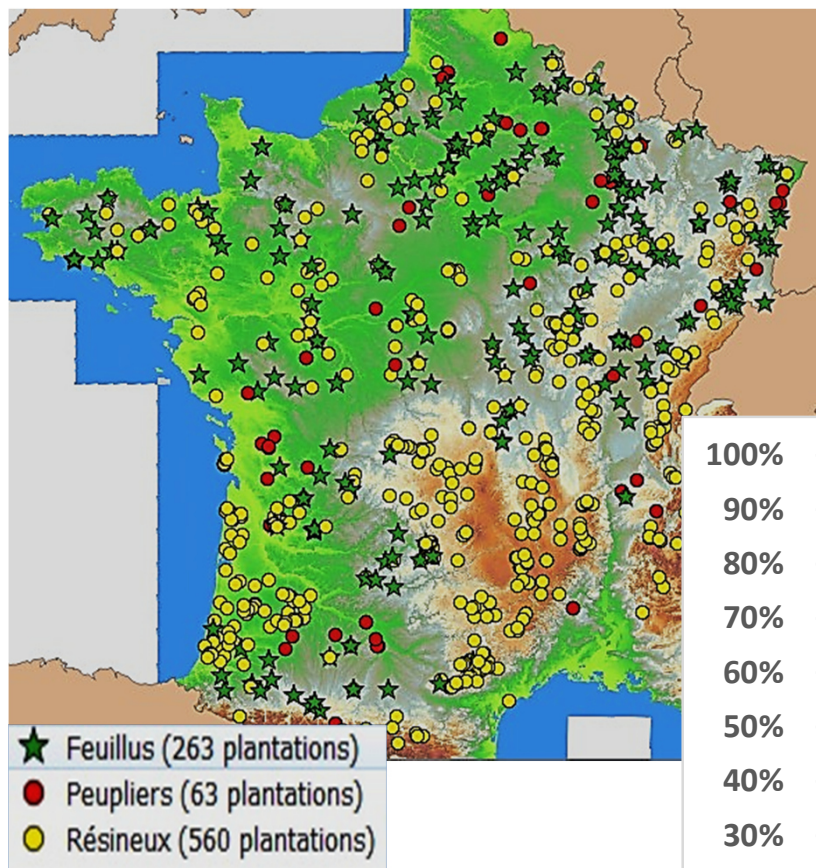 Feuillus (263 plantations)
Peupliers (63 plantations)
Résineux (560 plantations)
100%
90%
80%
70%
60%
50%
40%
30%